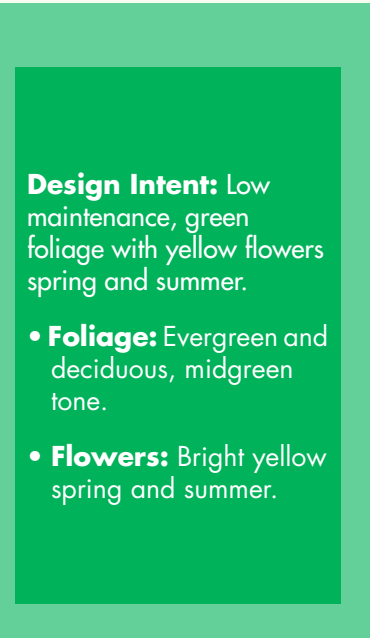 Design Intent: Low
maintenance, green
foliage with yellow flowers
spring and summer.
• Foliage: Evergreen and
deciduous, midgreen
tone.
• Flowers: Bright yellow
spring and summer.